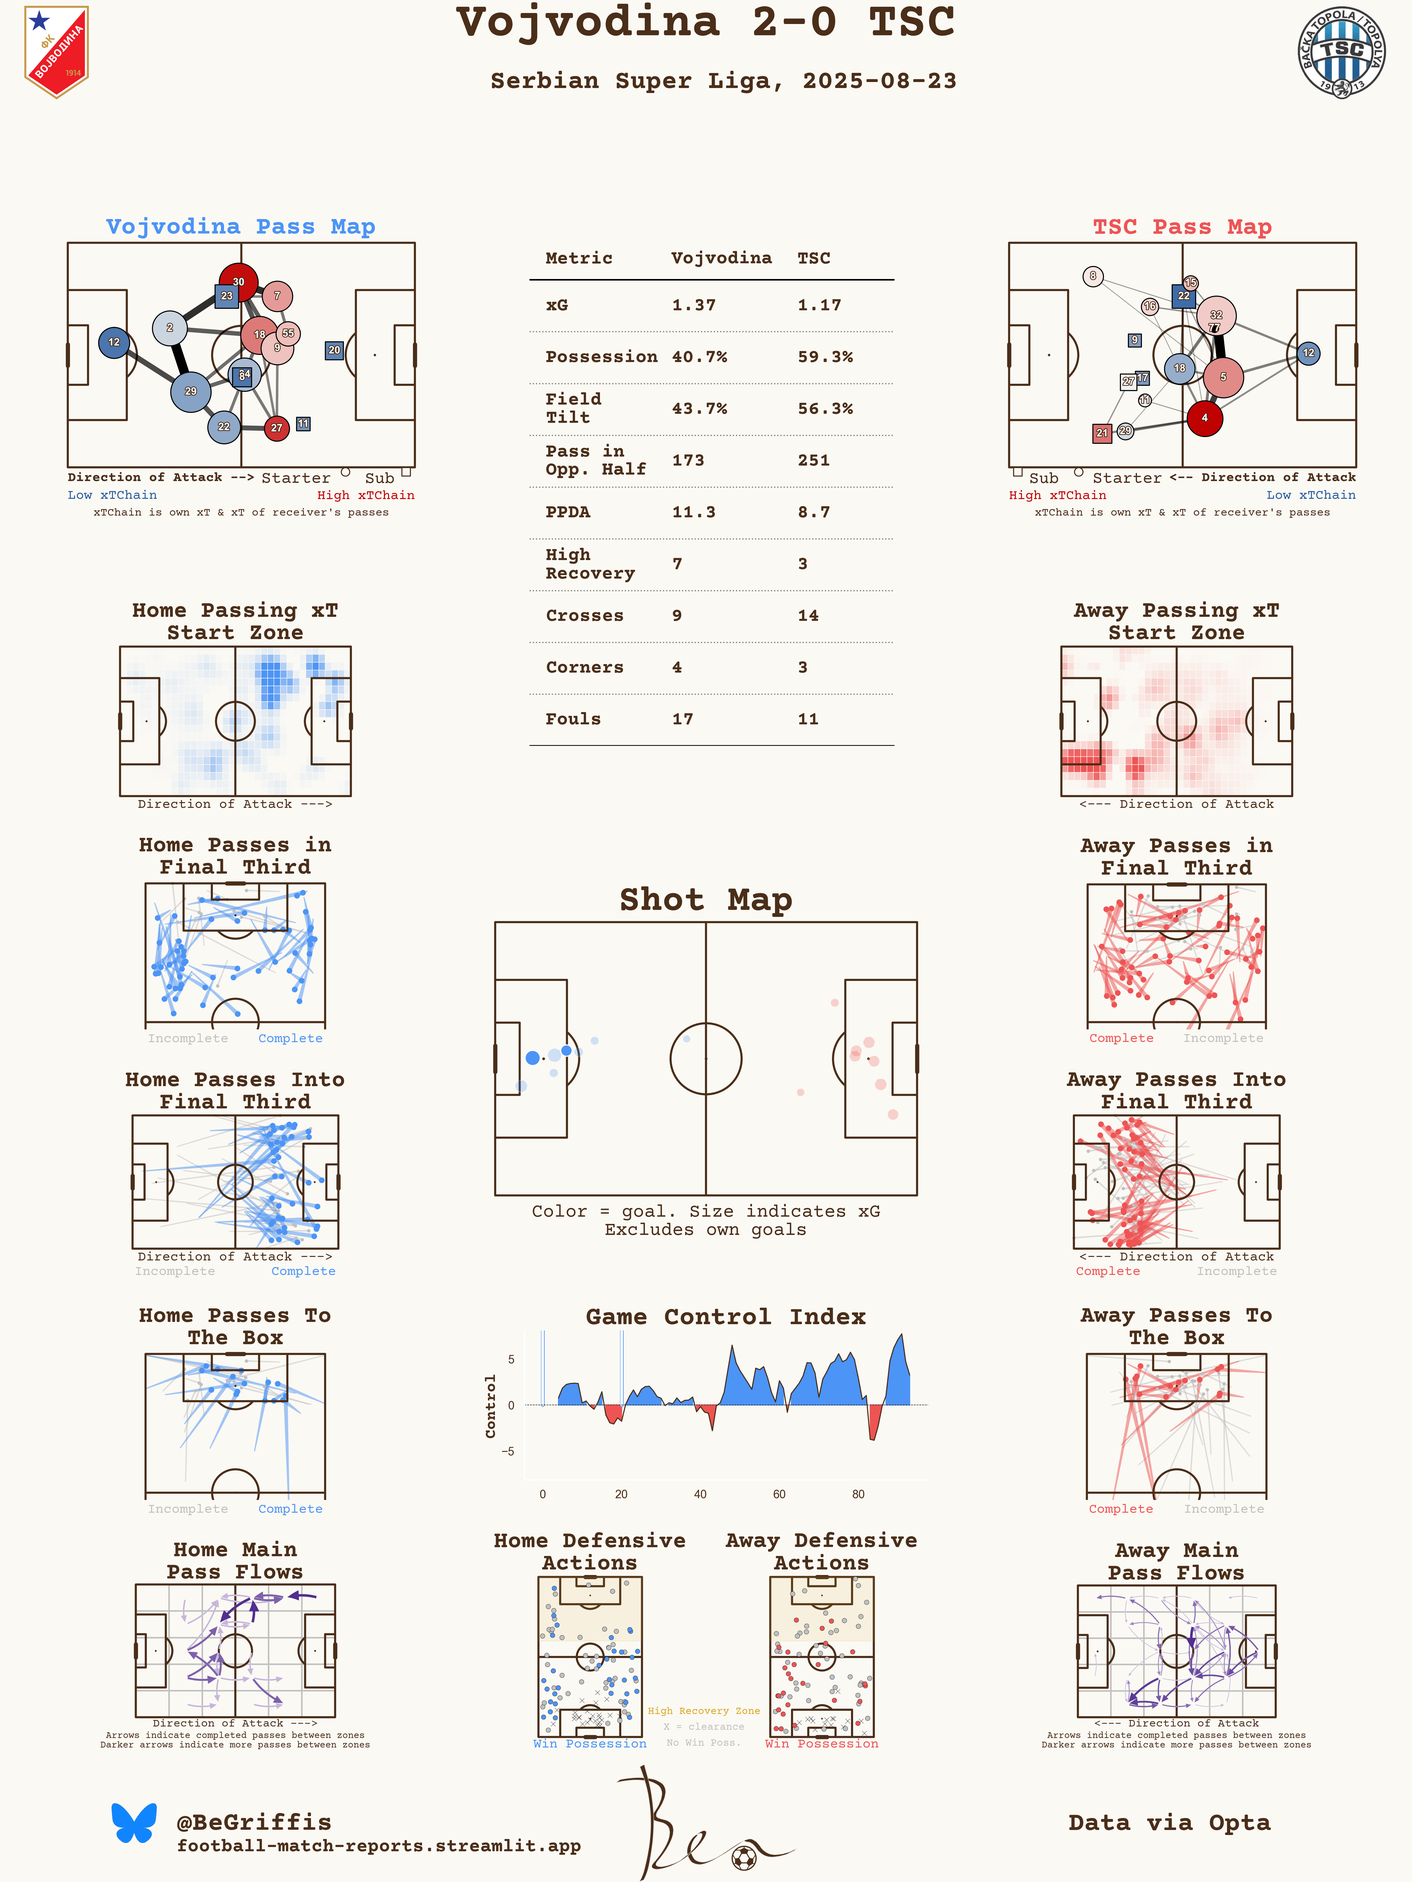 Vojvodina 2-0 TSC
Serbian Super Liga, 2025-08-23
ФК
ВОЈВОДИНА
1914
BAČKA TOPOLA/TOPOLYA
TSC
1913
Vojvodina Pass Map
30
23
7
2
18
55
9
12
20
29
8
22
27
11
Direction of Attack --> Starter Sub
Low xTChain High xTChain
xTChain is own xT & xT of receiver's passes
Metric Vojvodina TSC
xG 1.37 1.17
Possession 40.7% 59.3%
Field
Tilt 43.7% 56.3%
Pass in
Opp. Half 173 251
PPDA 11.3 8.7
High
Recovery 7 3
Crosses 9 14
Corners 4 3
Fouls 17 11
TSC Pass Map
8
15
22
16
32
77
9
12
18
27
17
5
11
4
21
29
Sub Starter <-- Direction of Attack
High xTChain Low xTChain
xTChain is own xT & xT of receiver's passes
Home Passing xT
Start Zone
Direction of Attack --->
Away Passing xT
Start Zone
<--- Direction of Attack
Home Passes in
Final Third
Incomplete Complete
Away Passes in
Final Third
Complete Incomplete
Shot Map
Color = goal. Size indicates xG
Excludes own goals
Home Passes Into
Final Third
Direction of Attack --->
Incomplete Complete
Away Passes Into
Final Third
<--- Direction of Attack
Complete Incomplete
Home Passes To
The Box
Incomplete Complete
Game Control Index
Control
5
0
−5
0 20 40 60 80
Away Passes To
The Box
Complete Incomplete
Home Main
Pass Flows
Direction of Attack --->
Arrows indicate completed passes between zones
Darker arrows indicate more passes between zones
Home Defensive
Actions
Win Possession
High Recovery Zone
X = clearance
No Win Poss.
Away Defensive
Actions
Win Possession
Away Main
Pass Flows
<--- Direction of Attack
Arrows indicate completed passes between zones
Darker arrows indicate more passes between zones
@BeGriffis
football-match-reports.streamlit.app
Ben
Data via Opta